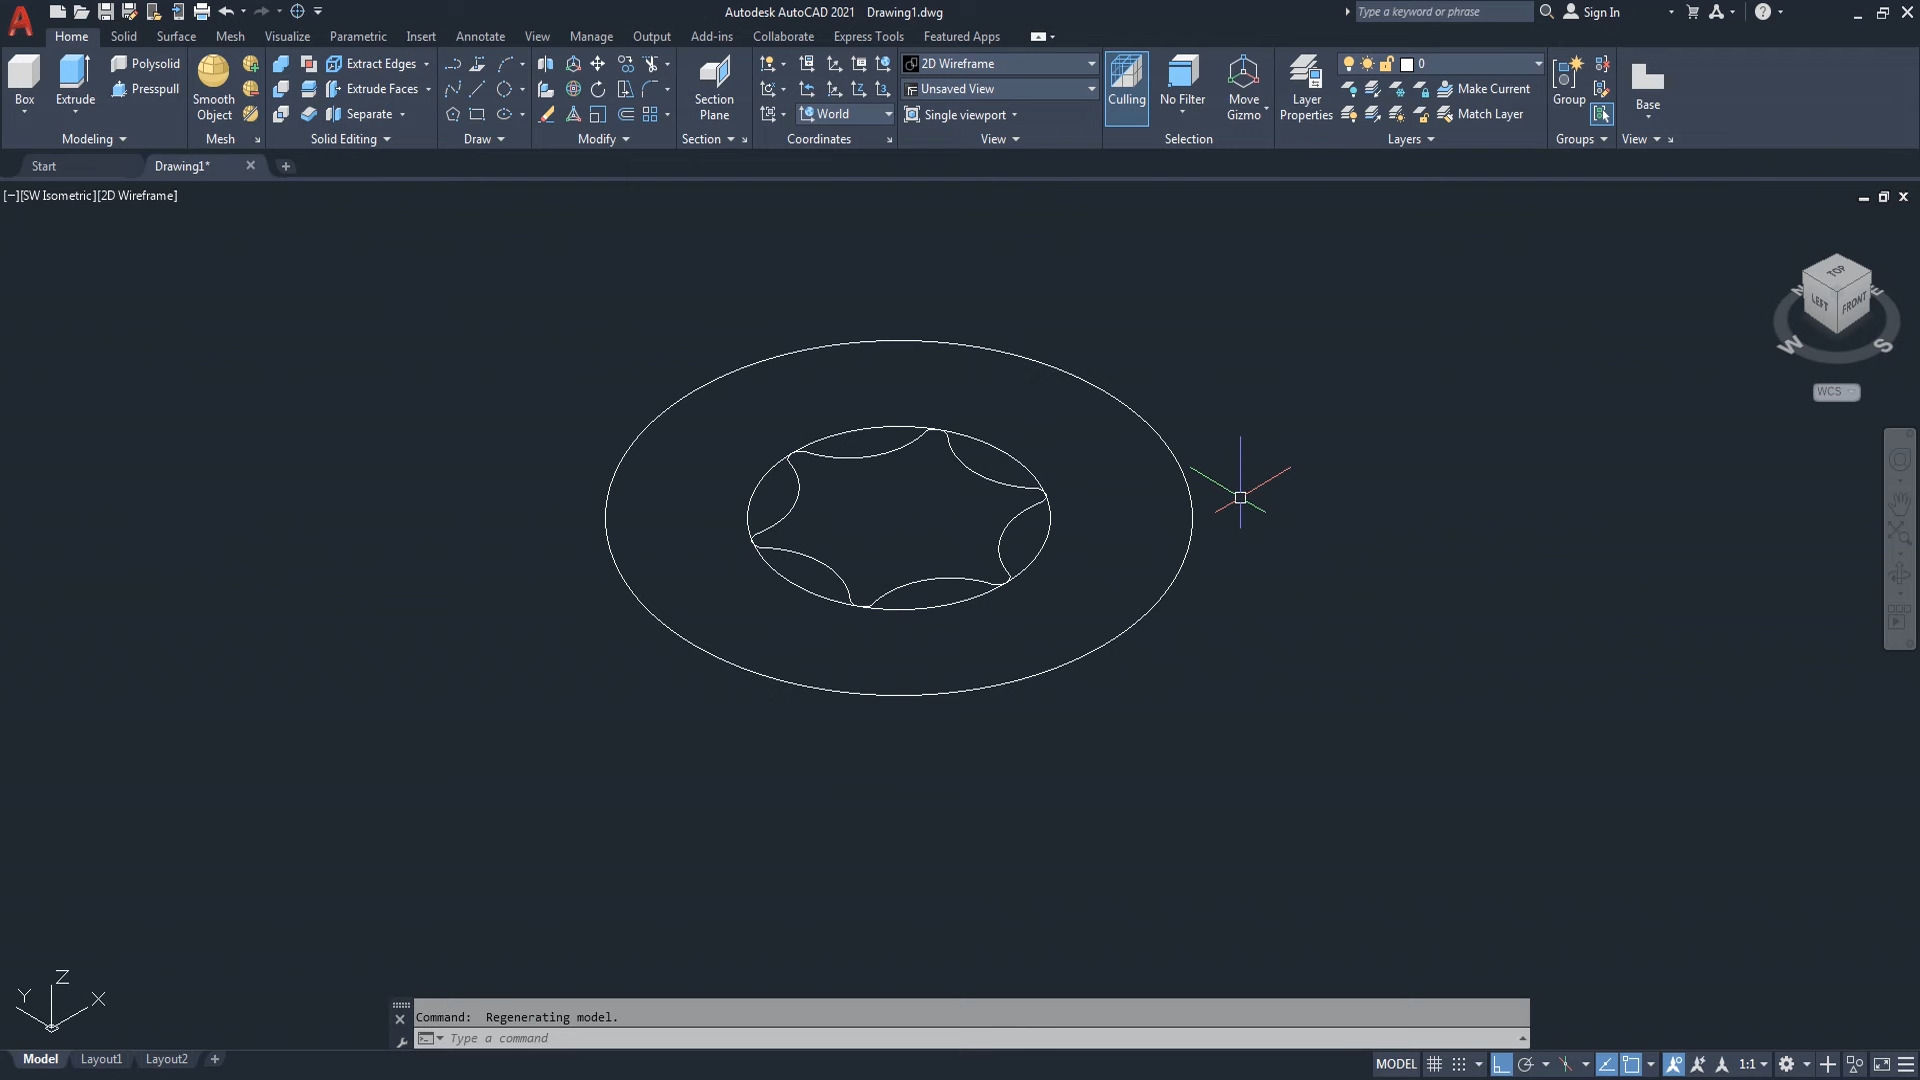 Autodesk AutoCAD 2021 Drawing1.dwg
Type a keyword or phrase
Sign In
Home Solid Surface Mesh Visualize Parametric Insert Annotate View Manage Output Add-ins Collaborate Express Tools Featured Apps
Box
Extrude
Polysolid
Presspull
Modeling
Smooth
Object
Mesh
Extract Edges
Extrude Faces
Separate
Solid Editing
Draw
Modify
Section
Plane
Section
World
Coordinates
2D Wireframe
Unsaved View
Single viewport
View
Culling
No Filter
Move
Gizmo
Selection
Layer
Properties
0
Make Current
Match Layer
Layers
Group
Groups
Base
View
Start
Drawing1*
[−][SW Isometric][2D Wireframe]
TOP
LEFT
FRONT
N
E
W
S
WCS
Z
Y
X
Command: Regenerating model.
Type a command
Model Layout1 Layout2
MODEL
1:1